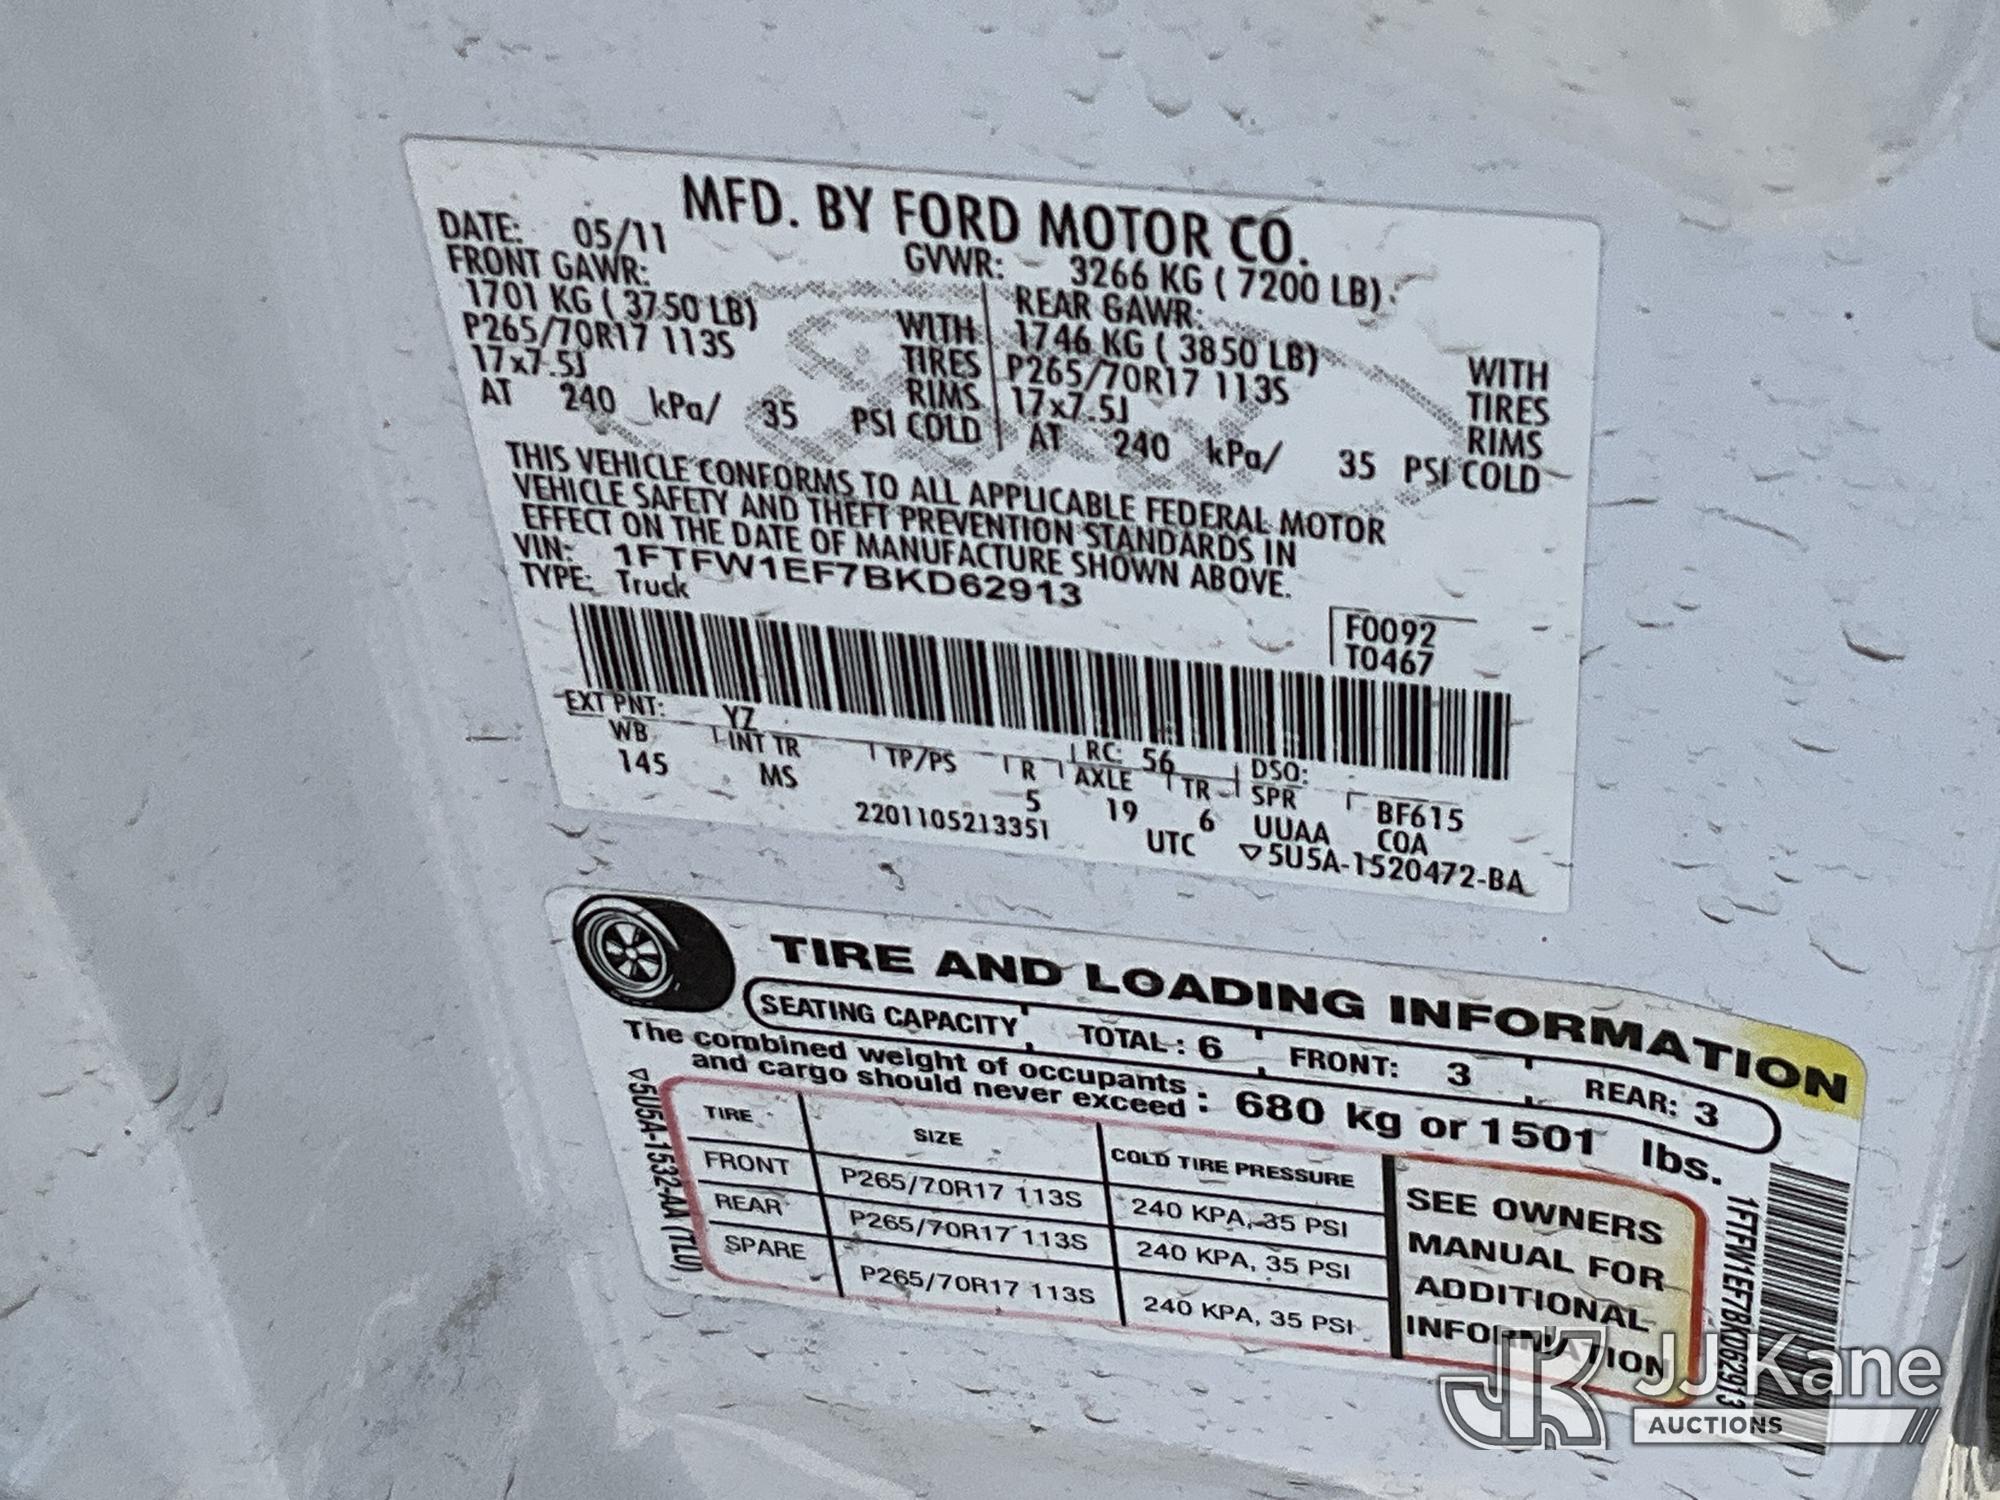 MFD. BY FORD MOTOR CO.
DATE: 05/11 GVWR: 3266 KG ( 7200 LB)
FRONT GAWR: REAR GAWR:
1701 KG ( 3750 LB) WITH 1746 KG ( 3850 LB) WITH
P265/70R17 113S TIRES P265/70R17 113S TIRES
17x7.5J RIMS 17x7.5J RIMS
AT 240 kPa/ 35 PSI COLD AT 240 kPa/ 35 PSI COLD
THIS VEHICLE CONFORMS TO ALL APPLICABLE FEDERAL MOTOR
VEHICLE SAFETY AND THEFT PREVENTION STANDARDS IN
EFFECT ON THE DATE OF MANUFACTURE SHOWN ABOVE.
VIN: 1FTFW1EF7BKD62913
TYPE: Truck
F0092
T0467
EXT PNT: YZ RC: 56 DSO:
WB INT TR TP/PS R AXLE TR SPR BF615
145 MS 5 19 6 UUAA COA
2201105213351 UTC ▽5U5A-1520472-BA
TIRE AND LOADING INFORMATION
SEATING CAPACITY TOTAL: 6 FRONT: 3 REAR: 3
The combined weight of occupants
and cargo should never exceed : 680 kg or 1501 lbs.
TIRE SIZE COLD TIRE PRESSURE
FRONT P265/70R17 113S 240 KPA, 35 PSI
REAR P265/70R17 113S 240 KPA, 35 PSI
SPARE P265/70R17 113S 240 KPA, 35 PSI
SEE OWNERS
MANUAL FOR
ADDITIONAL
INFORMATION
▽5U5A-1532-AA (TL0)
1FTFW1EF7BKD62913
JJKane
AUCTIONS